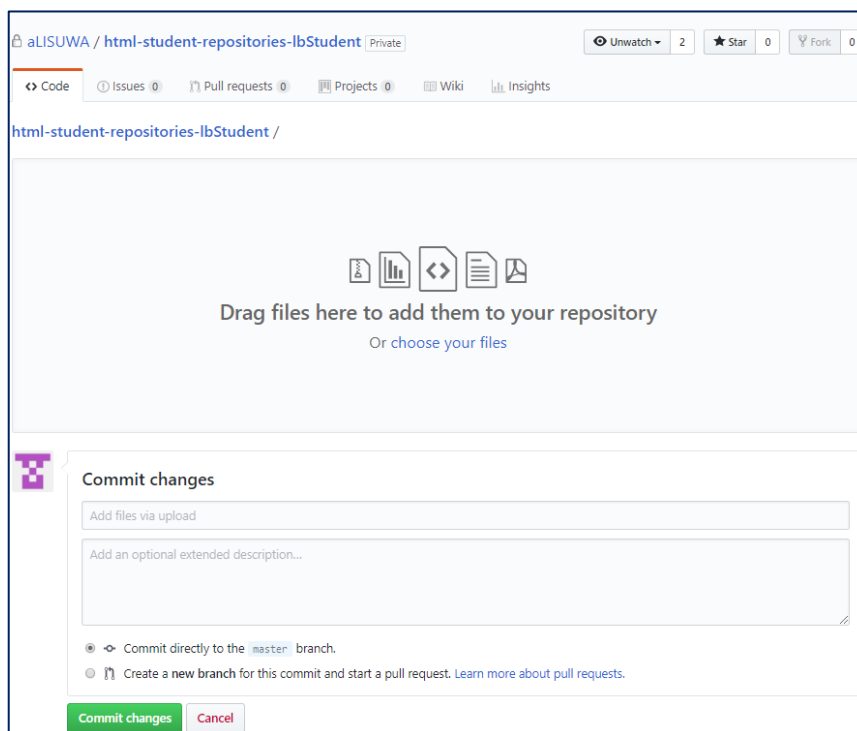 aLISUWA / html-student-repositories-lbStudent Private Unwatch 2 Star 0 Fork 0
Code Issues 0 Pull requests 0 Projects 0 Wiki Insights
html-student-repositories-lbStudent /
Drag files here to add them to your repository
Or choose your files
Commit changes
Add files via upload
Add an optional extended description...
Commit directly to the master branch.
Create a new branch for this commit and start a pull request. Learn more about pull requests.
Commit changes Cancel